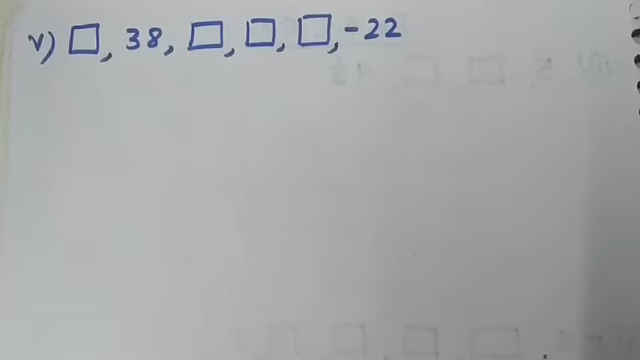 v) □, 38, □, □, □, -22